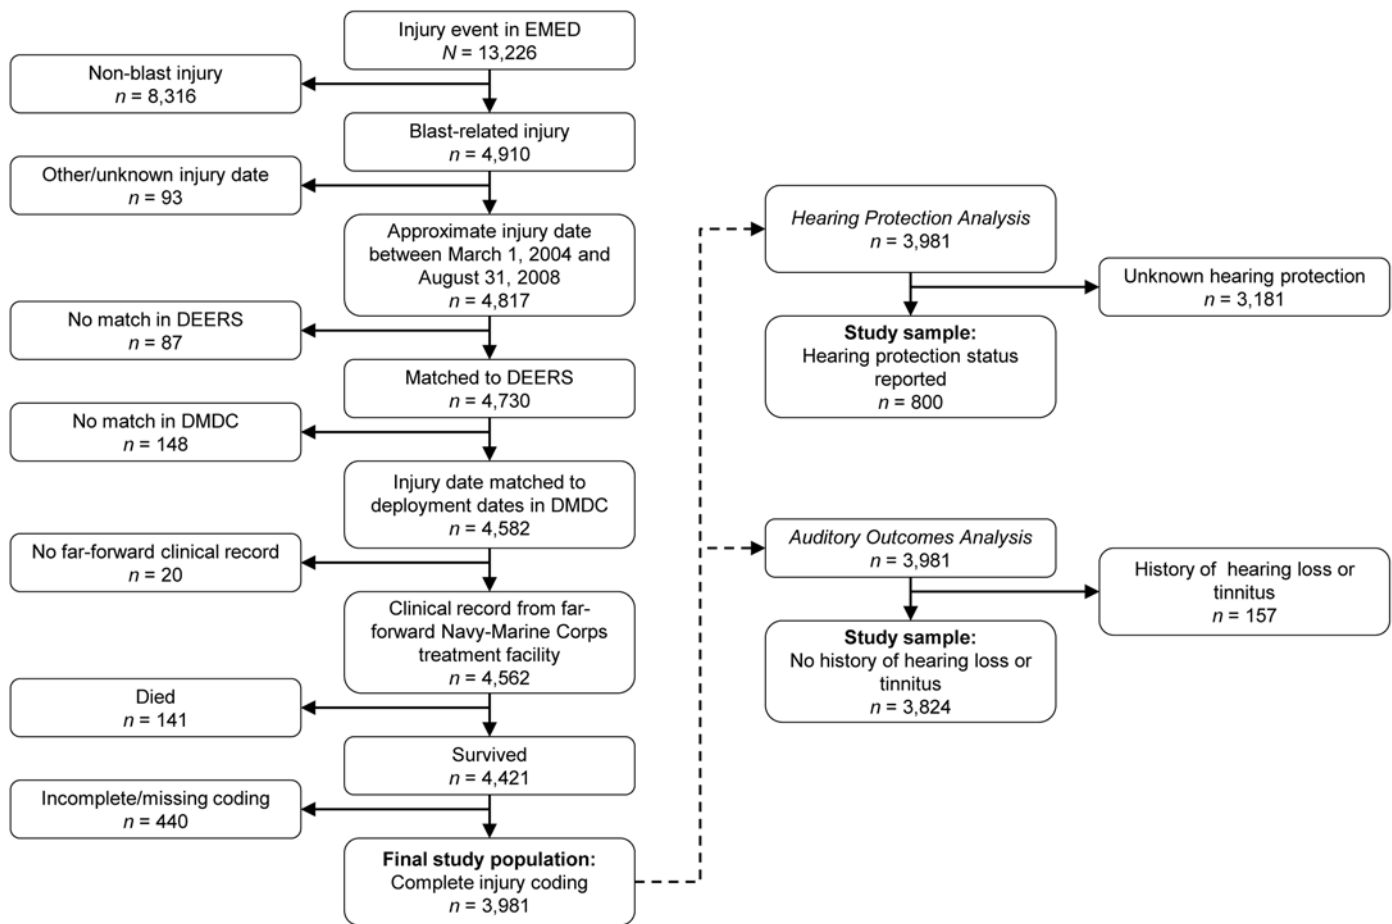 Injury event in EMED
N = 13,226
Non-blast injury
n = 8,316
Blast-related injury
n = 4,910
Other/unknown injury date
n = 93
Approximate injury date
between March 1, 2004 and
August 31, 2008
n = 4,817
No match in DEERS
n = 87
Matched to DEERS
n = 4,730
No match in DMDC
n = 148
Injury date matched to
deployment dates in DMDC
n = 4,582
No far-forward clinical record
n = 20
Clinical record from far-
forward Navy-Marine Corps
treatment facility
n = 4,562
Died
n = 141
Survived
n = 4,421
Incomplete/missing coding
n = 440
Final study population:
Complete injury coding
n = 3,981
Hearing Protection Analysis
n = 3,981
Unknown hearing protection
n = 3,181
Study sample:
Hearing protection status
reported
n = 800
Auditory Outcomes Analysis
n = 3,981
History of hearing loss or
tinnitus
n = 157
Study sample:
No history of hearing loss or
tinnitus
n = 3,824